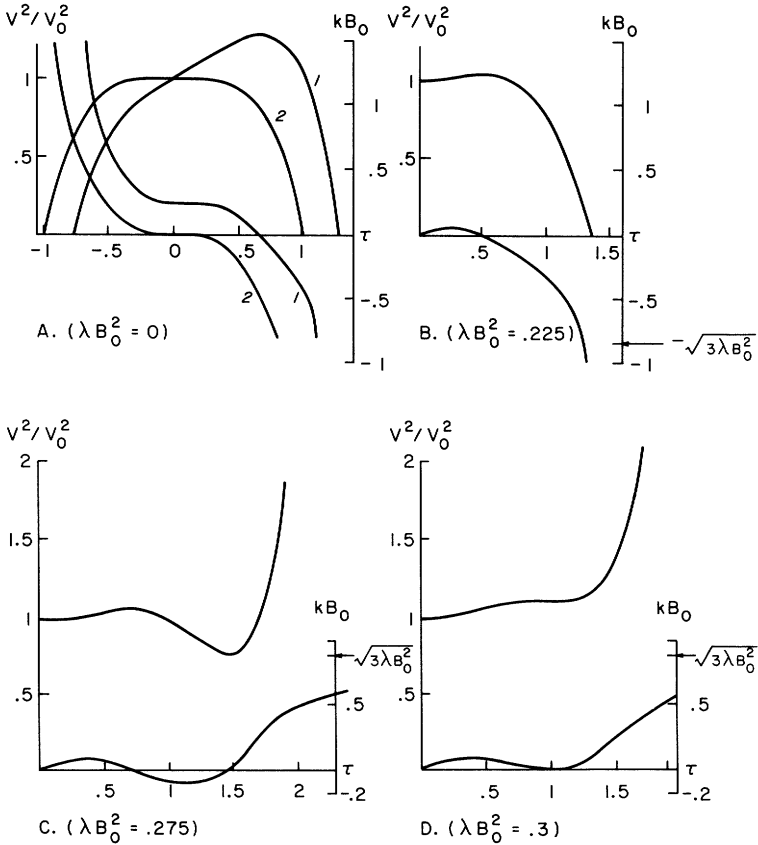 V²/V₀² kB₀ V²/V₀² kB₀
1 1 1 1
2
.5 .5 .5 .5
-1 -.5 0 .5 1 τ .5 1 1.5 τ
2 1 -.5 -.5
A. (λB₀² = 0) -1 B. (λB₀² = .225) -√3λB₀² -1
V²/V₀² V²/V₀²
2 2
1.5 1.5
1 kB₀ 1 kB₀
√3λB₀² √3λB₀²
.5 .5 .5 .5
.5 1 1.5 2 τ -.2 .5 1 1.5 τ -.2
C. (λB₀² = .275) D. (λB₀² = .3)